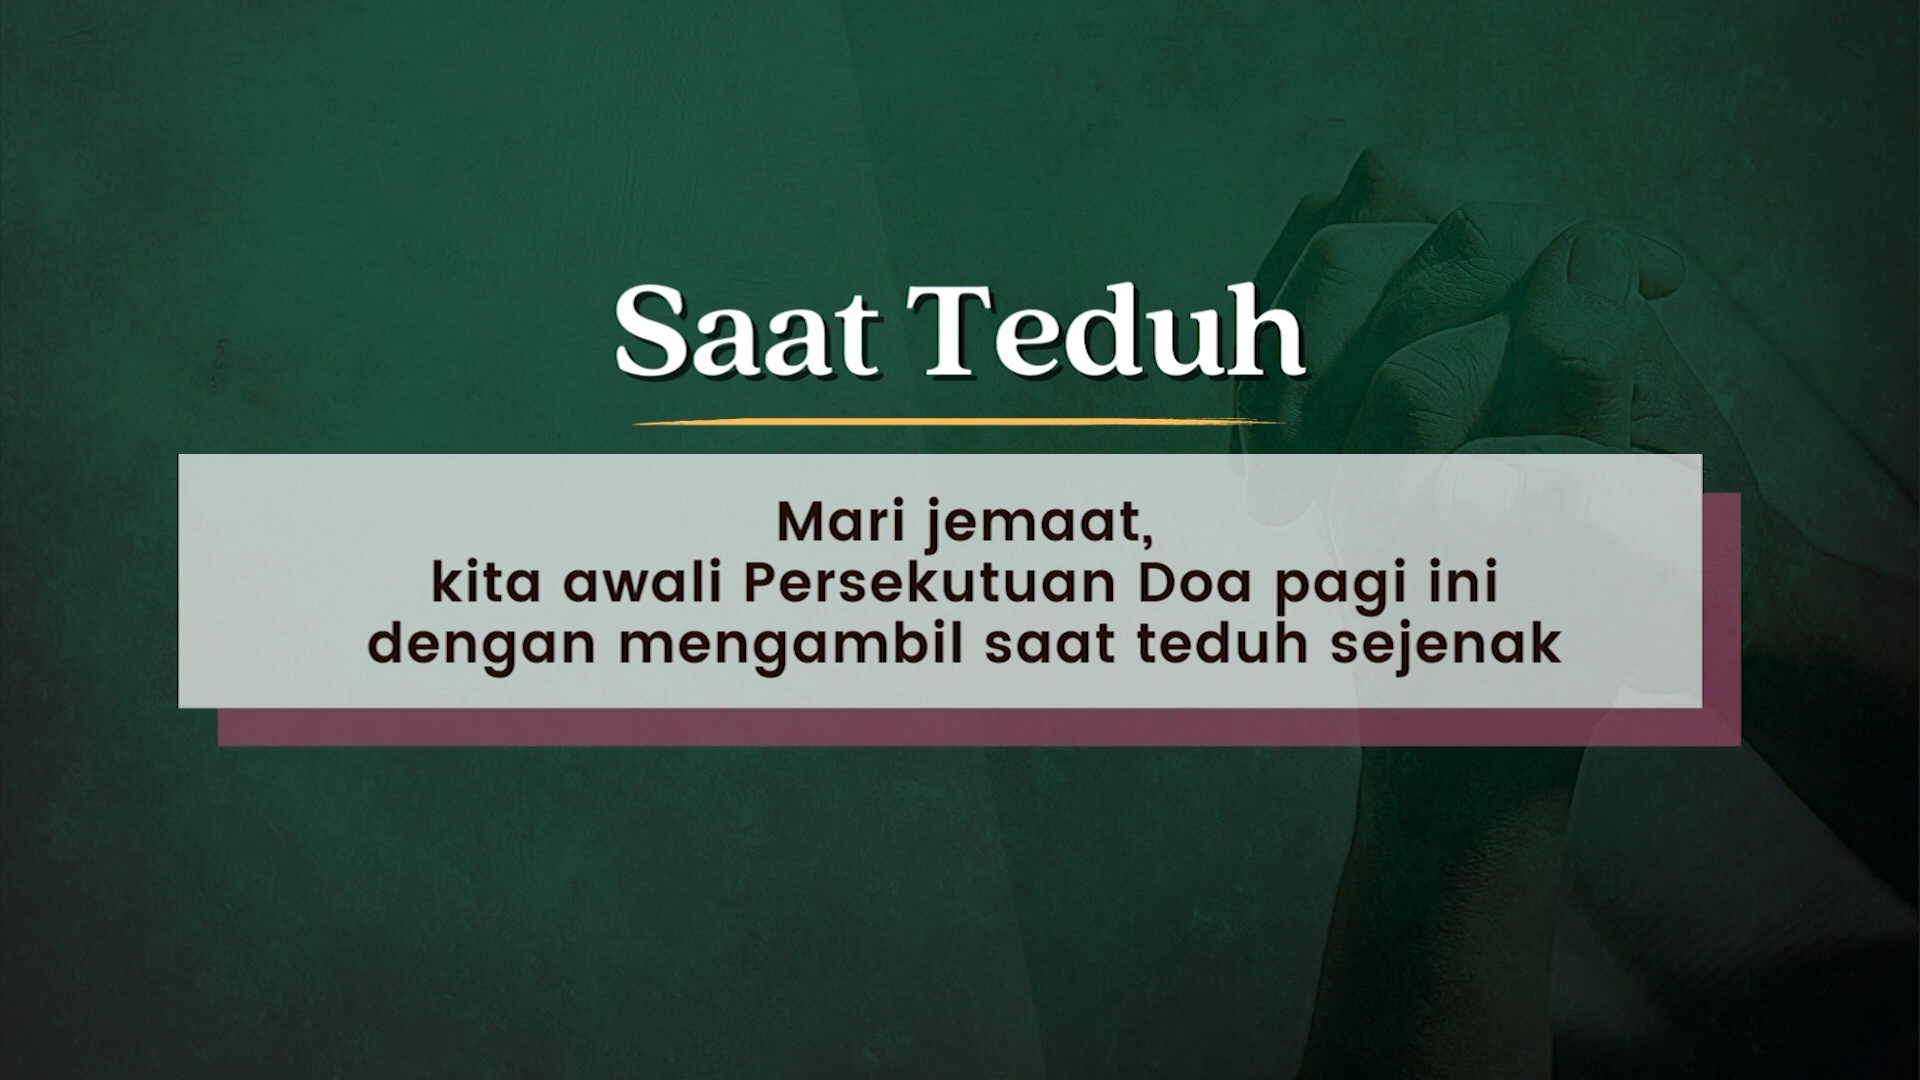 Saat Teduh
Mari jemaat,
kita awali Persekutuan Doa pagi ini
dengan mengambil saat teduh sejenak